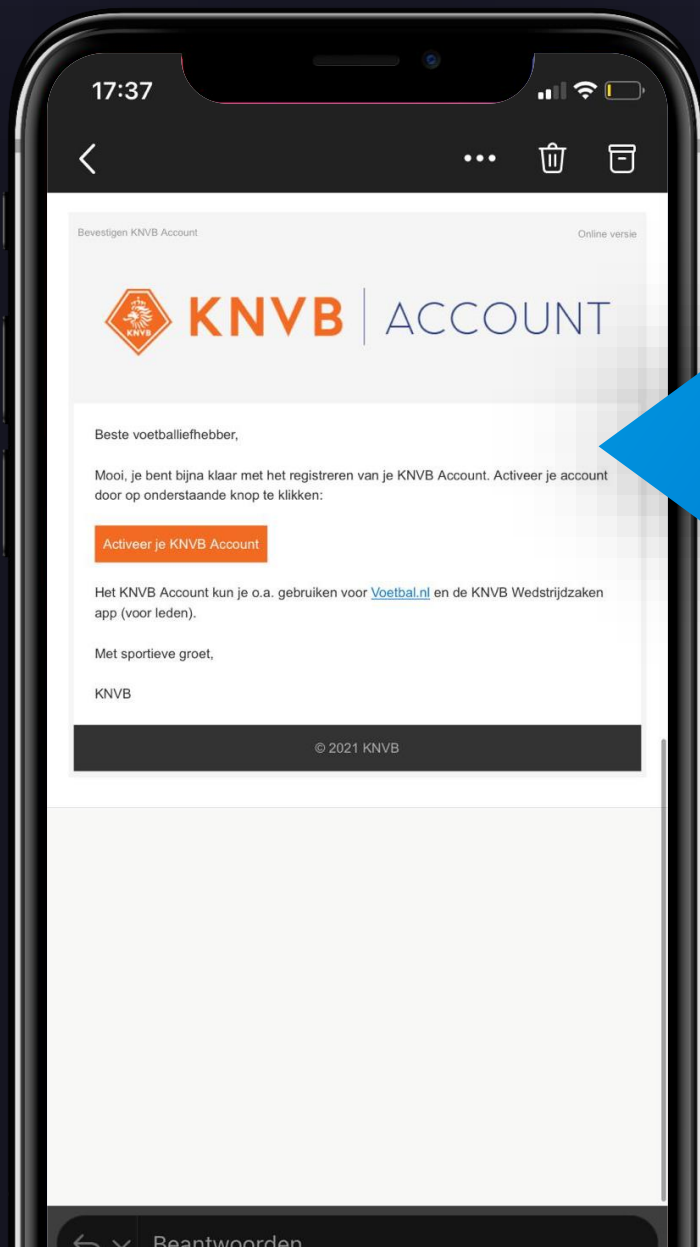 17:37
Bevestigen KNVB Account
Online versie
KNVB
KNVB | ACCOUNT
Beste voetballiefhebber,
Mooi, je bent bijna klaar met het registreren van je KNVB Account. Activeer je account
door op onderstaande knop te klikken:
Activeer je KNVB Account
Het KNVB Account kun je o.a. gebruiken voor Voetbal.nl en de KNVB Wedstrijdzaken
app (voor leden).
Met sportieve groet,
KNVB
© 2021 KNVB
Beantwoorden